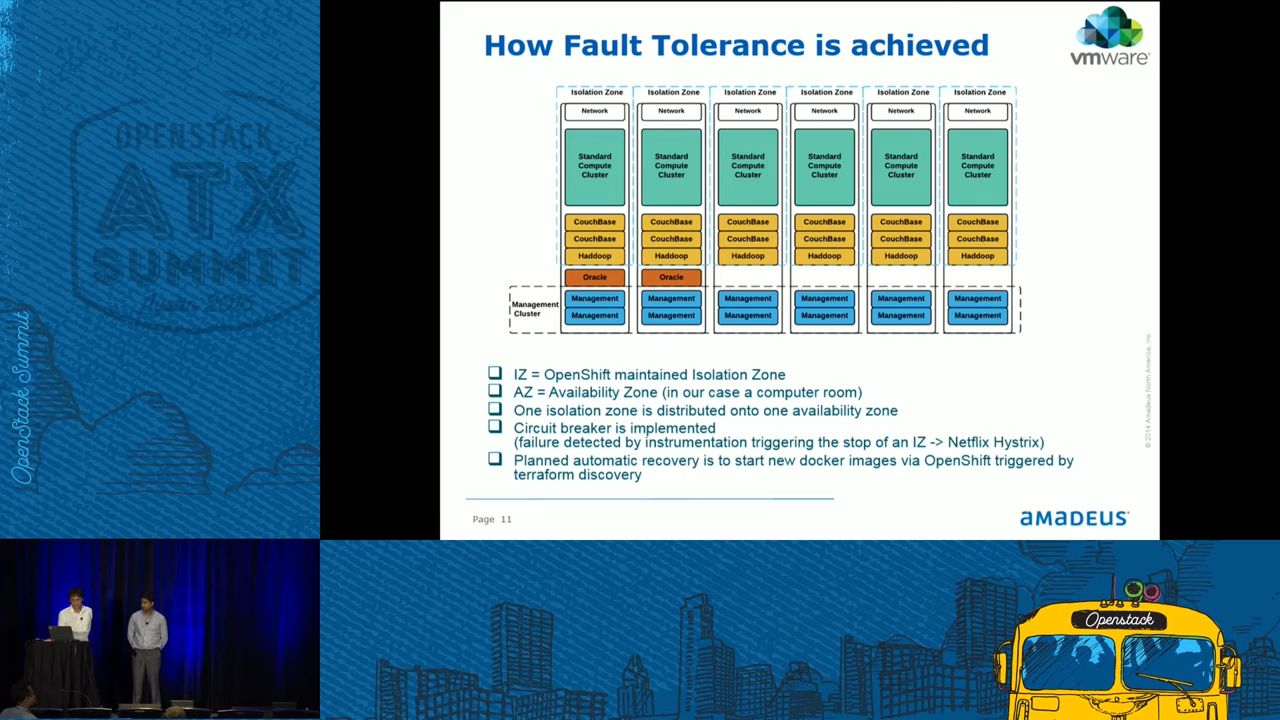 How Fault Tolerance is achieved
vmware
Isolation Zone Isolation Zone Isolation Zone Isolation Zone Isolation Zone Isolation Zone
Network Network Network Network Network Network
Standard Standard Standard Standard Standard Standard
Compute Compute Compute Compute Compute Compute
Cluster Cluster Cluster Cluster Cluster Cluster
CouchBase CouchBase CouchBase CouchBase CouchBase CouchBase
CouchBase CouchBase CouchBase CouchBase CouchBase CouchBase
Haddoop Haddoop Haddoop Haddoop Haddoop Haddoop
Oracle Oracle
Management
Cluster
Management Management Management Management Management Management
Management Management Management Management Management Management
IZ = OpenShift maintained Isolation Zone
AZ = Availability Zone (in our case a computer room)
One isolation zone is distributed onto one availability zone
Circuit breaker is implemented
(failure detected by instrumentation triggering the stop of an IZ -> Netflix Hystrix)
Planned automatic recovery is to start new docker images via OpenShift triggered by
terraform discovery
© 2014 Amadeus North America, Inc.
Page 11
amadeus
OpenStack Summit
ATX
Openstack